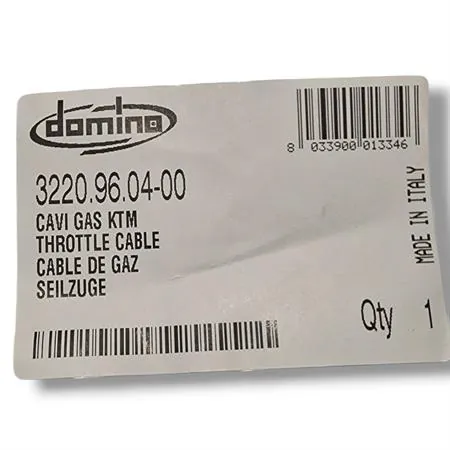 domino
8 033900 013346
3220.96.04-00
CAVI GAS KTM
THROTTLE CABLE
CABLE DE GAZ
SEILZUGE
MADE IN ITALY
Qty 1